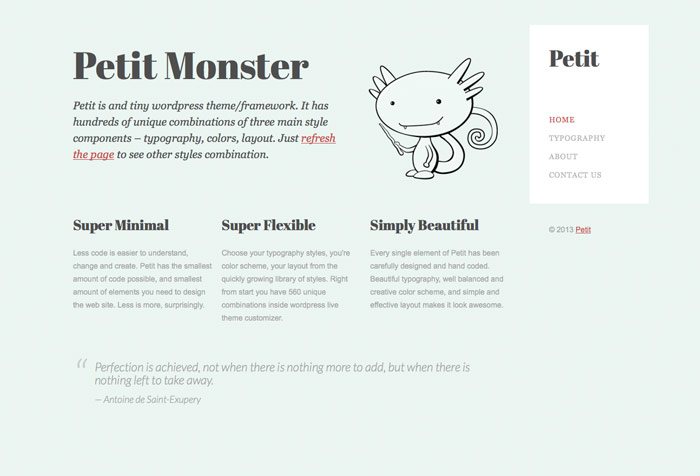 Petit Monster
Petit is and tiny wordpress theme/framework. It has
hundreds of unique combinations of three main style
components – typography, colors, layout. Just refresh
the page to see other styles combination.
Super Minimal
Less code is easier to understand,
change and create. Petit has the smallest
amount of code possible, and smallest
amount of elements you need to design
the web site. Less is more, surprisingly.
Super Flexible
Choose your typography styles, you're
color scheme, your layout from the
quickly growing library of styles. Right
from start you have 560 unique
combinations inside wordpress live
theme customizer.
Simply Beautiful
Every single element of Petit has been
carefully designed and hand coded.
Beautiful typography, well balanced and
creative color scheme, and simple and
effective layout makes it look awesome.
“ Perfection is achieved, not when there is nothing more to add, but when there is
nothing left to take away.
— Antoine de Saint-Exupery
Petit
HOME
TYPOGRAPHY
ABOUT
CONTACT US
© 2013 Petit